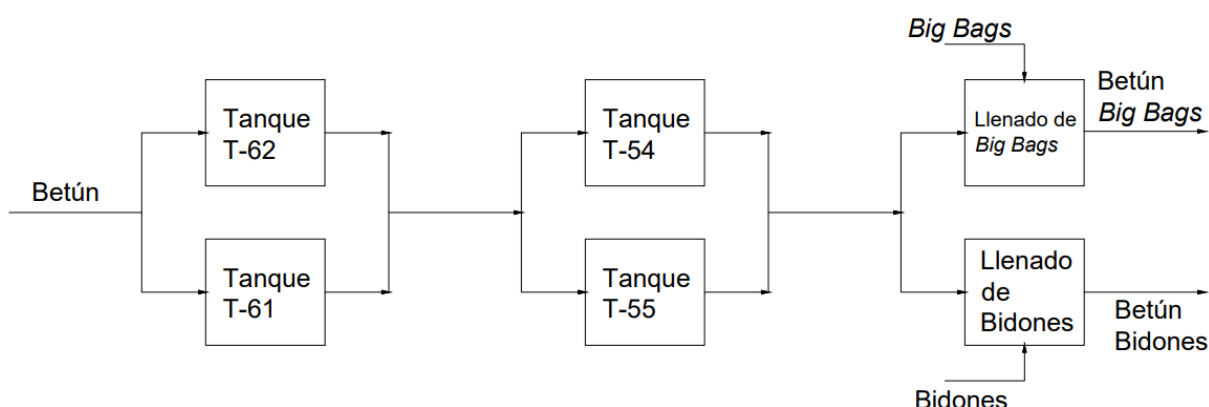 Big Bags
Betún
Tanque
T-62
Tanque
T-54
Llenado de
Big Bags
Betún
Big Bags
Tanque
T-61
Tanque
T-55
Llenado
de
Bidones
Betún
Bidones
Bidones